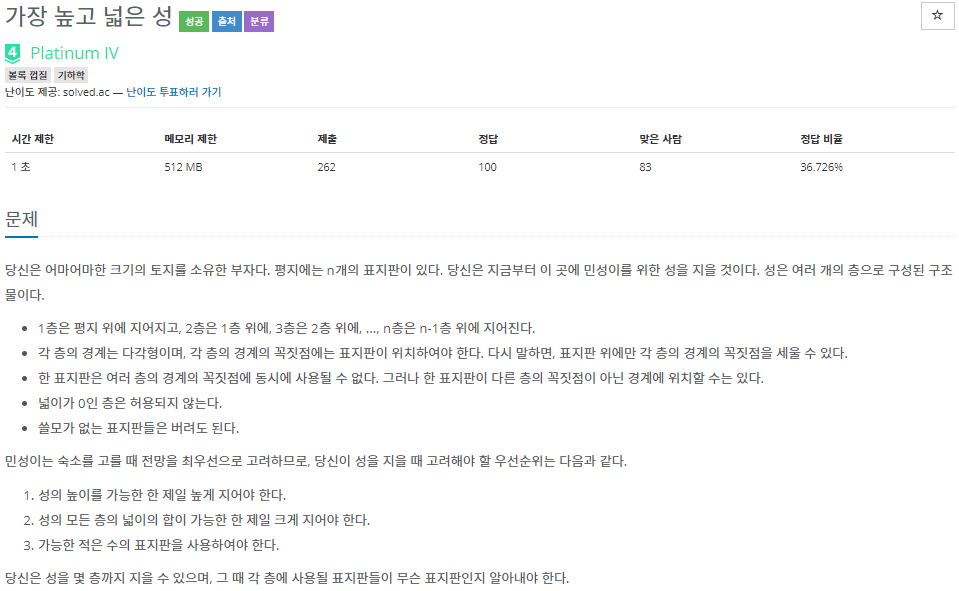 가장 높고 넓은 성 성공 출처 분류
☆
4 Platinum IV
볼록 껍질 기하학
난이도 제공: solved.ac — 난이도 투표하러 가기
시간 제한 메모리 제한 제출 정답 맞은 사람 정답 비율
1 초 512 MB 262 100 83 36.726%
문제
당신은 어마어마한 크기의 토지를 소유한 부자다. 평지에는 n개의 표지판이 있다. 당신은 지금부터 이 곳에 민성이를 위한 성을 지을 것이다. 성은 여러 개의 층으로 구성된 구조
물이다.
• 1층은 평지 위에 지어지고, 2층은 1층 위에, 3층은 2층 위에, ..., n층은 n-1층 위에 지어진다.
• 각 층의 경계는 다각형이며, 각 층의 경계의 꼭짓점에는 표지판이 위치하여야 한다. 다시 말하면, 표지판 위에만 각 층의 경계의 꼭짓점을 세울 수 있다.
• 한 표지판은 여러 층의 경계의 꼭짓점에 동시에 사용될 수 없다. 그러나 한 표지판이 다른 층의 꼭짓점이 아닌 경계에 위치할 수는 있다.
• 넓이가 0인 층은 허용되지 않는다.
• 쓸모가 없는 표지판들은 버려도 된다.
민성이는 숙소를 고를 때 전망을 최우선으로 고려하므로, 당신이 성을 지을 때 고려해야 할 우선순위는 다음과 같다.
1. 성의 높이를 가능한 한 제일 높게 지어야 한다.
2. 성의 모든 층의 넓이의 합이 가능한 한 제일 크게 지어야 한다.
3. 가능한 적은 수의 표지판을 사용하여야 한다.
당신은 성을 몇 층까지 지을 수 있으며, 그 때 각 층에 사용될 표지판들이 무슨 표지판인지 알아내야 한다.